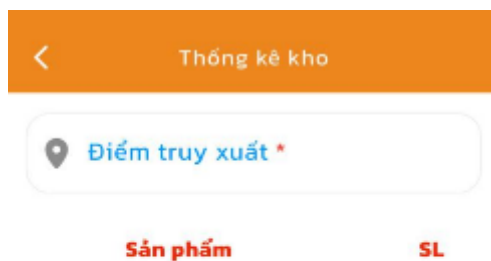 Thống kê kho
Điểm truy xuất *
Sản phẩm SL